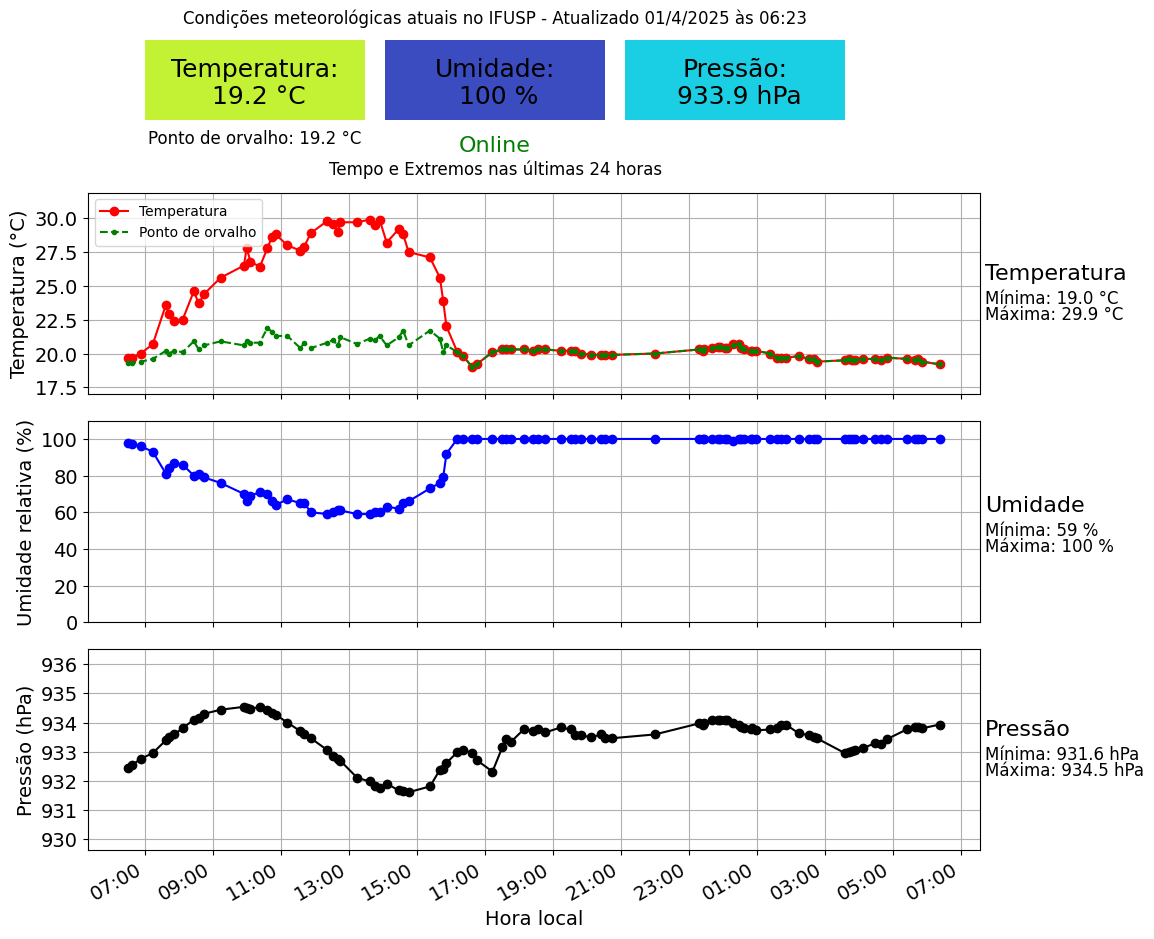 Condições meteorológicas atuais no IFUSP - Atualizado 01/4/2025 às 06:23
Temperatura:
19.2 °C
Umidade:
100 %
Pressão:
933.9 hPa
Ponto de orvalho: 19.2 °C
Online
Tempo e Extremos nas últimas 24 horas
Temperatura (°C)
30.0
27.5
25.0
22.5
20.0
17.5
Temperatura
Ponto de orvalho
Temperatura
Mínima: 19.0 °C
Máxima: 29.9 °C
Umidade relativa (%)
100
80
60
40
20
0
Umidade
Mínima: 59 %
Máxima: 100 %
Pressão (hPa)
936
935
934
933
932
931
930
Pressão
Mínima: 931.6 hPa
Máxima: 934.5 hPa
07:00
09:00
11:00
13:00
15:00
17:00
19:00
21:00
23:00
01:00
03:00
05:00
07:00
Hora local